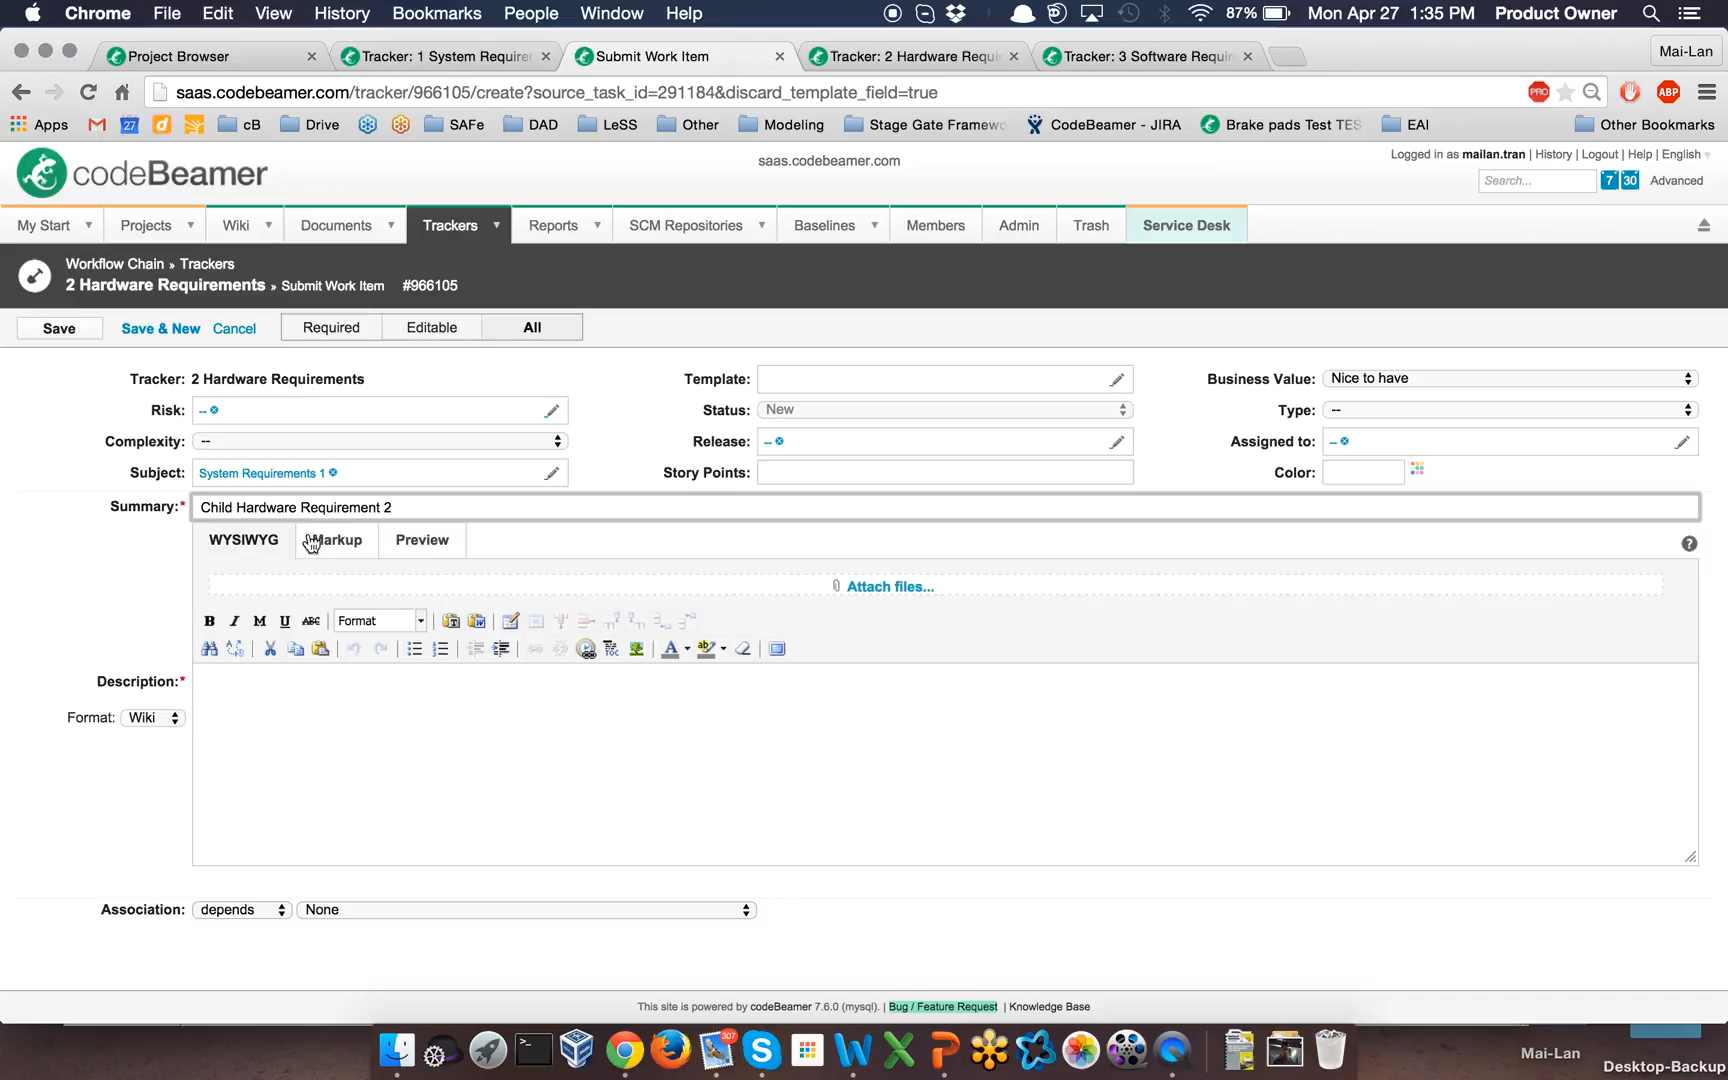 Chrome File Edit View History Bookmarks People Window Help 87% Mon Apr 27 1:35 PM Product Owner
Project Browser Tracker: 1 System Require Submit Work Item Tracker: 2 Hardware Requi Tracker: 3 Software Requir Mai-Lan
saas.codebeamer.com/tracker/966105/create?source_task_id=291184&discard_template_field=true PRO ABP
Apps 27 cB Drive SAFe DAD LeSS Other Modeling Stage Gate Framewo CodeBeamer - JIRA Brake pads Test TES EAI Other Bookmarks
codeBeamer saas.codebeamer.com Logged in as mailan.tran | History | Logout | Help | English
Search... 7 30 Advanced
My Start Projects Wiki Documents Trackers Reports SCM Repositories Baselines Members Admin Trash Service Desk
Workflow Chain » Trackers
2 Hardware Requirements » Submit Work Item #966105
Save Save & New Cancel Required Editable All
Tracker: 2 Hardware Requirements Template: Business Value: Nice to have
Risk: -- Status: New Type: --
Complexity: -- Release: -- Assigned to: --
Subject: System Requirements 1 Story Points: Color:
Summary:* Child Hardware Requirement 2
WYSIWYG Markup Preview
Attach files...
B I M U ABC Format
Description:*
Format: Wiki
Association: depends None
This site is powered by codeBeamer 7.6.0 (mysql). | Bug / Feature Request | Knowledge Base
307
Mai-Lan
Desktop-Backup